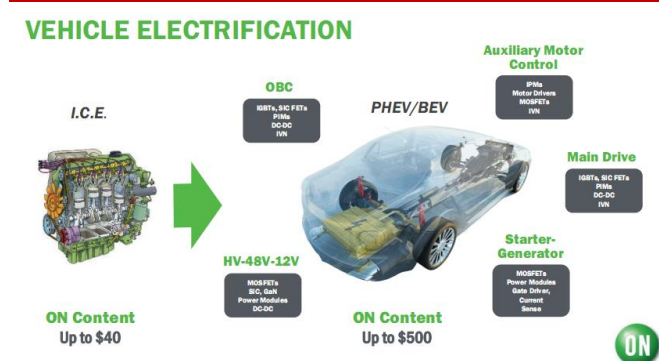 VEHICLE ELECTRIFICATION
I.C.E.
ON Content
Up to $40
OBC
IGBTs, SiC FETs
PIMs
DC-DC
IVN
HV-48V-12V
MOSFETs
SiC, GaN
Power Modules
DC-DC
PHEV/BEV
ON Content
Up to $500
Auxiliary Motor
Control
IPMs
Motor Drivers
MOSFETs
IVN
Main Drive
IGBTs, SiC FETs
PIMs
DC-DC
IVN
Starter-
Generator
MOSFETs
Power Modules
Gate Driver,
Current
Sense
ON